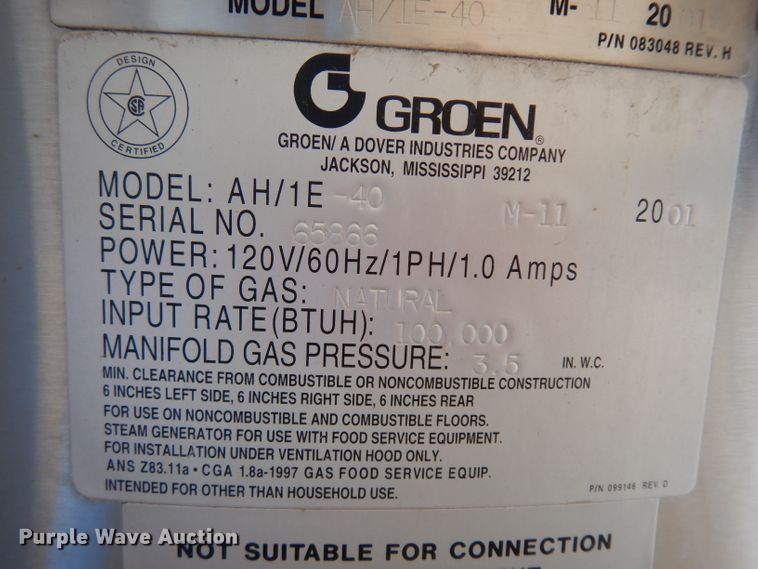 MODEL AH/1E-40 M-11 2001
P/N 083048 REV. H
DESIGN
SA
CERTIFIED
G GROEN®
GROEN/ A DOVER INDUSTRIES COMPANY
JACKSON, MISSISSIPPI 39212
MODEL: AH/1E -40 M-11 2001
SERIAL NO. 65866
POWER: 120V/60Hz/1PH/1.0 Amps
TYPE OF GAS: NATURAL
INPUT RATE(BTUH): 100,000
MANIFOLD GAS PRESSURE: 3.5 IN. W.C.
MIN. CLEARANCE FROM COMBUSTIBLE OR NONCOMBUSTIBLE CONSTRUCTION
6 INCHES LEFT SIDE, 6 INCHES RIGHT SIDE, 6 INCHES REAR
FOR USE ON NONCOMBUSTIBLE AND COMBUSTIBLE FLOORS.
STEAM GENERATOR FOR USE WITH FOOD SERVICE EQUIPMENT.
FOR INSTALLATION UNDER VENTILATION HOOD ONLY.
ANS Z83.11a • CGA 1.8a-1997 GAS FOOD SERVICE EQUIP.
INTENDED FOR OTHER THAN HOUSEHOLD USE.
P/N 099146 REV. D
NOT SUITABLE FOR CONNECTION
Purple Wave Auction